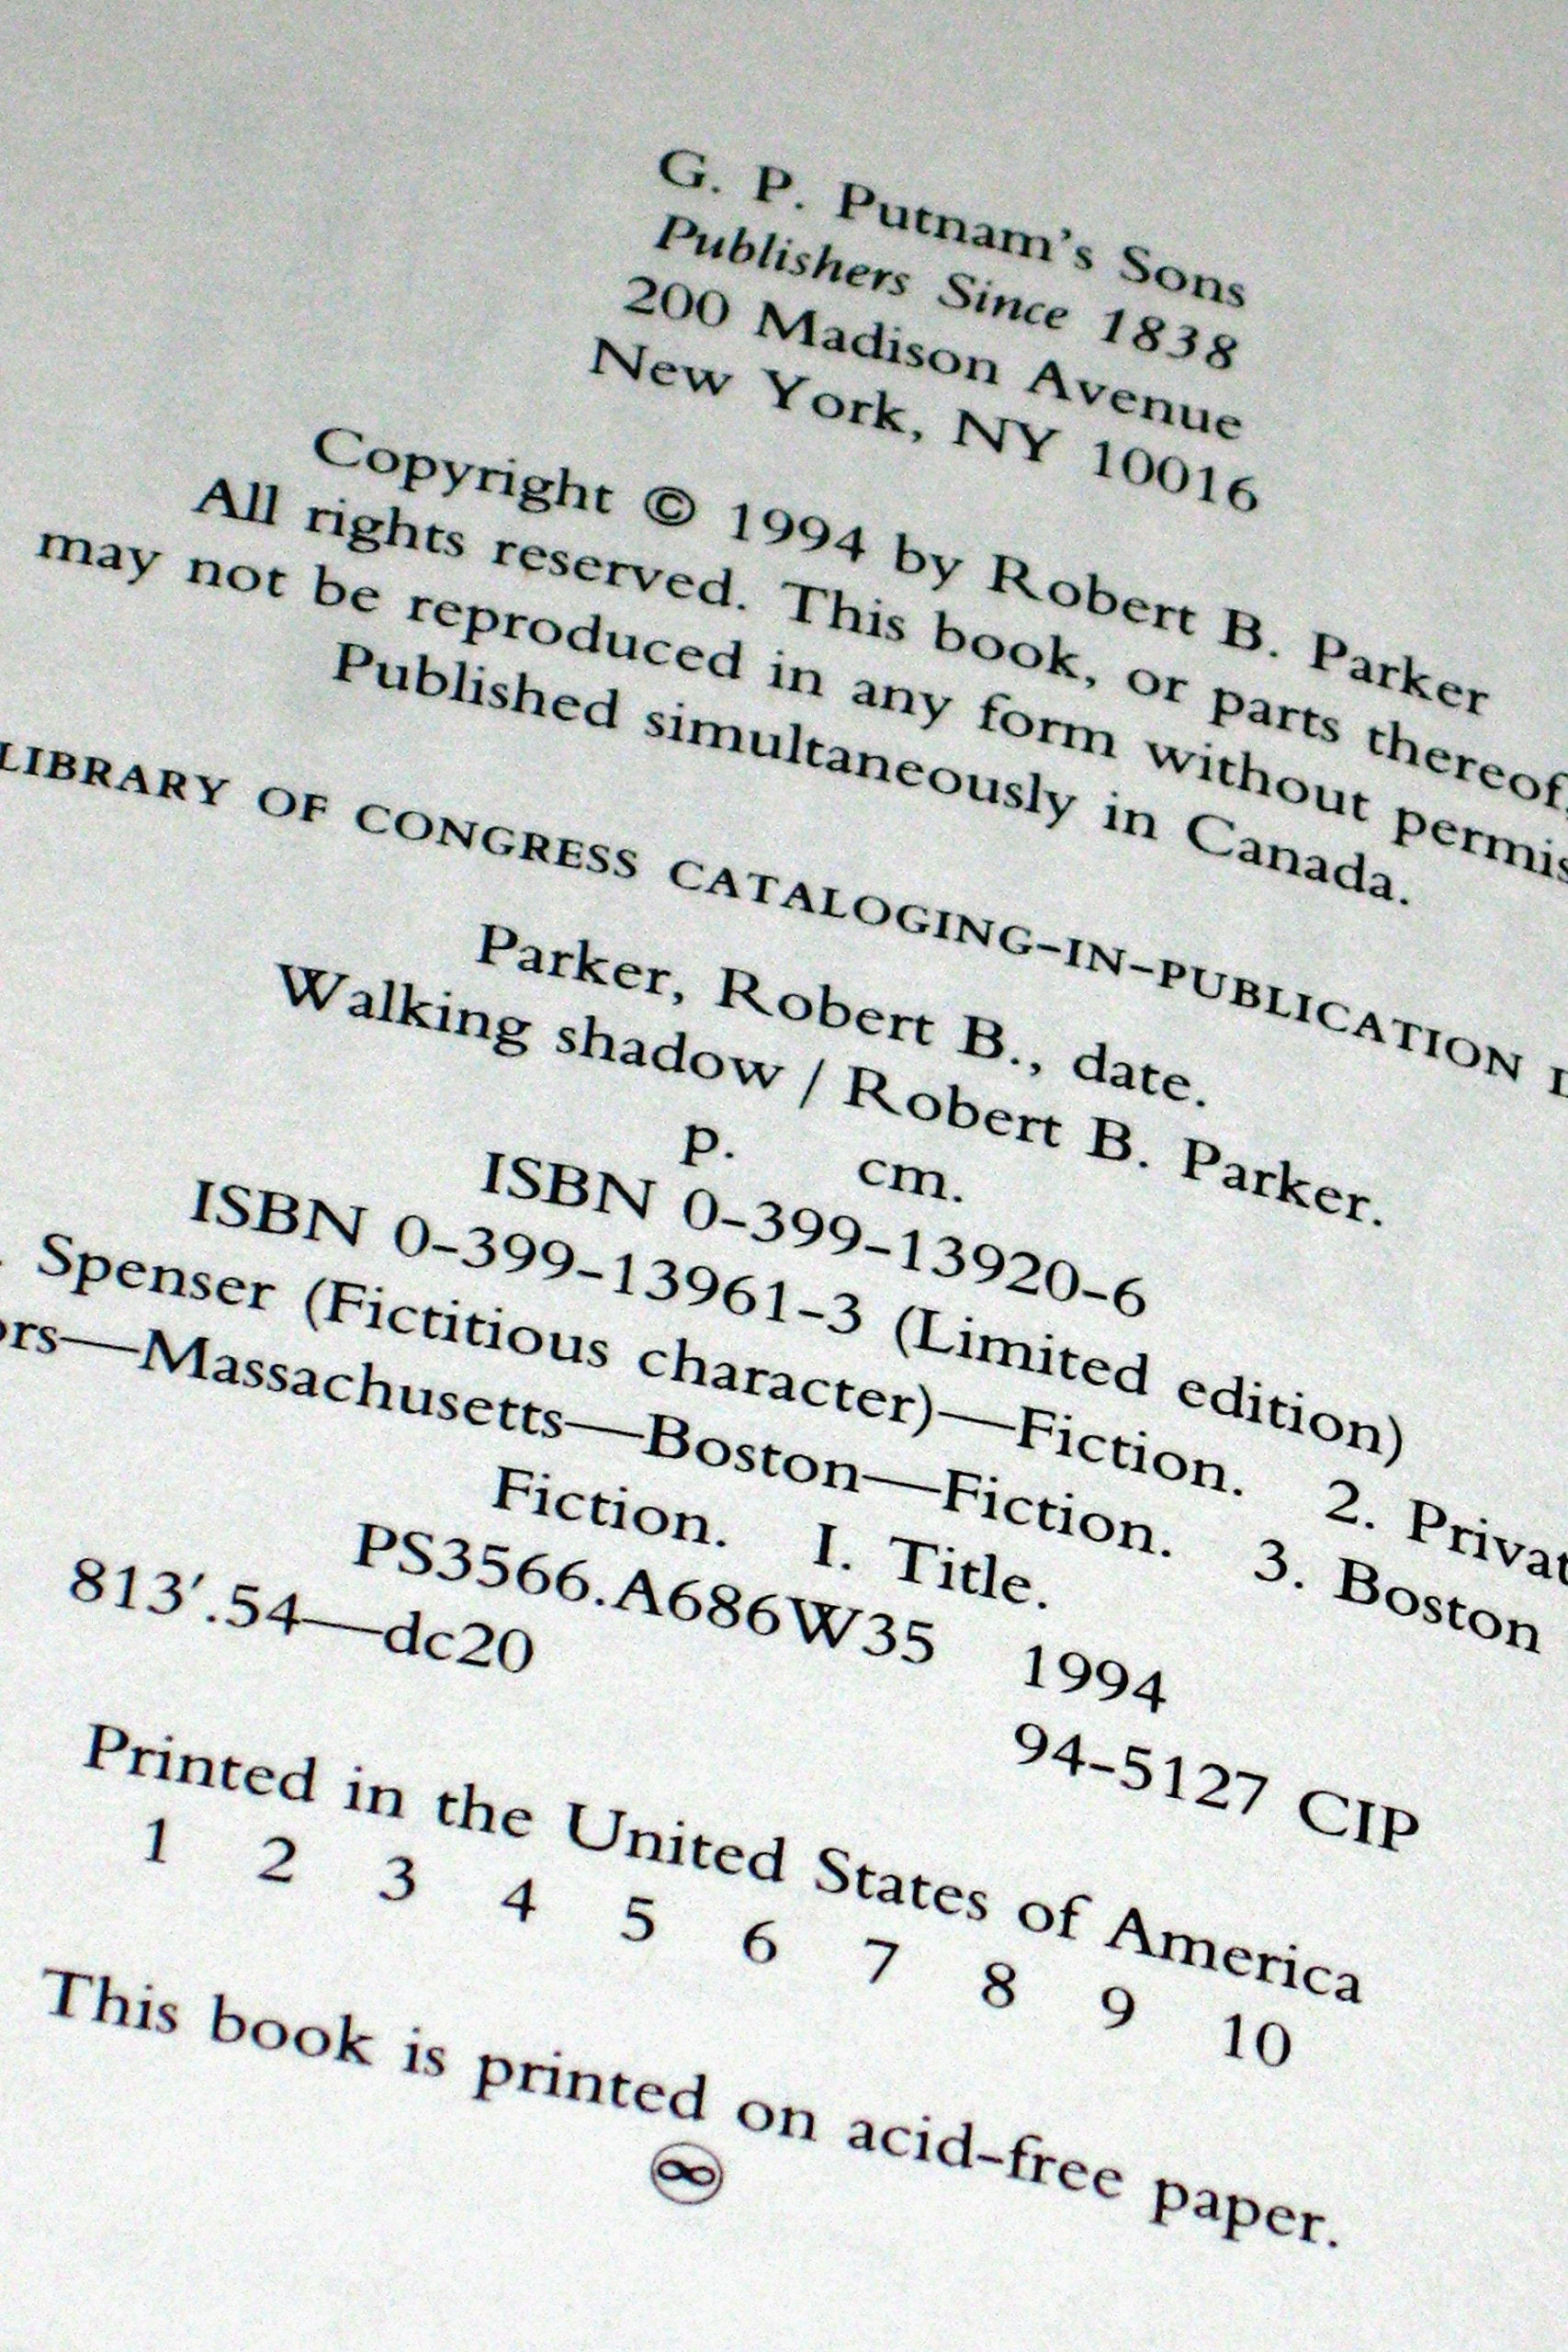 G. P. Putnam's Sons
Publishers Since 1838
200 Madison Avenue
New York, NY 10016
Copyright © 1994 by Robert B. Parker
All rights reserved. This book, or parts thereof,
may not be reproduced in any form without
Published simultaneously in Canada.
LIBRARY OF CONGRESS CATALOGING-IN-PUBLICATION
Parker, Robert B., date.
Walking shadow / Robert B. Parker.
p. cm.
ISBN 0-399-13920-6
ISBN 0-399-13961-3 (Limited edition)
Spenser (Fictitious character)—Fiction. 2.
Massachusetts—Boston—Fiction. 3. Boston
Fiction. I. Title.
PS3566.A686W35 1994
813′.54—dc20 94-5127 CIP
Printed in the United States of America
1 2 3 4 5 6 7 8 9 10
This book is printed on acid-free paper.
♾